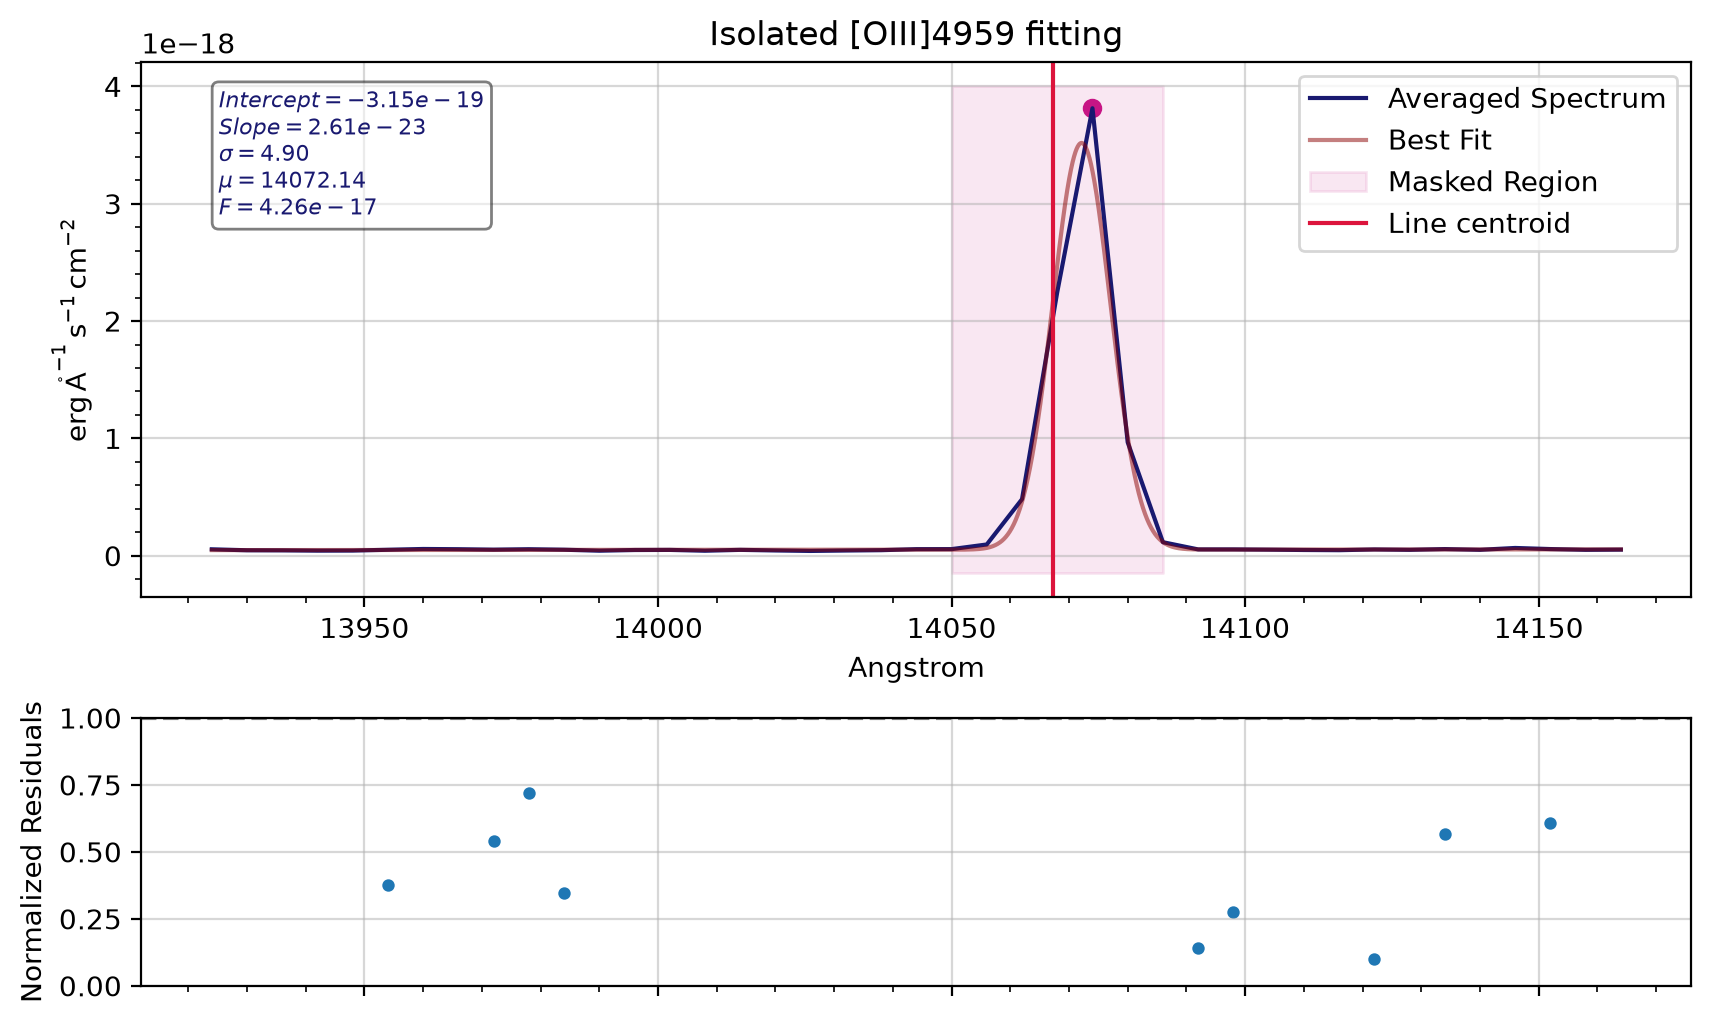 Isolated [OIII]4959 fitting
1e−18
4
3
2
1
0
erg Å⁻¹ s⁻¹ cm⁻²
Intercept = −3.15e − 19
Slope = 2.61e − 23
σ = 4.90
μ = 14072.14
F = 4.26e − 17
Averaged Spectrum
Best Fit
Masked Region
Line centroid
13950 14000 14050 14100 14150
Angstrom
1.00
0.75
0.50
0.25
0.00
Normalized Residuals